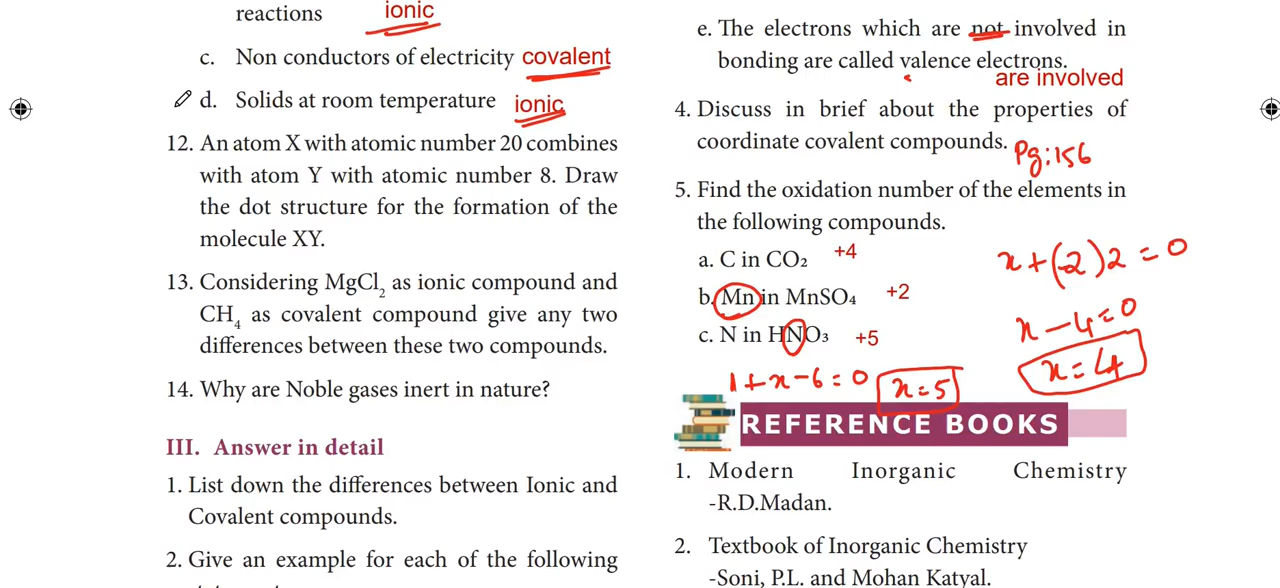 reactions ionic
c. Non conductors of electricity covalent
d. Solids at room temperature ionic
12. An atom X with atomic number 20 combines
with atom Y with atomic number 8. Draw
the dot structure for the formation of the
molecule XY.
13. Considering MgCl₂ as ionic compound and
CH₄ as covalent compound give any two
differences between these two compounds.
14. Why are Noble gases inert in nature?
III. Answer in detail
1. List down the differences between Ionic and
Covalent compounds.
2. Give an example for each of the following
e. The electrons which are not involved in
bonding are called valence electrons.
are involved
4. Discuss in brief about the properties of
coordinate covalent compounds. Pg:156
5. Find the oxidation number of the elements in
the following compounds.
a. C in CO₂ +4
b. Mn in MnSO₄ +2
c. N in HNO₃ +5
x+(-2)2=0
x-4=0
x=4
1+x-6=0 x=5
REFERENCE BOOKS
1. Modern Inorganic Chemistry
-R.D.Madan.
2. Textbook of Inorganic Chemistry
-Soni, P.L. and Mohan Katyal.